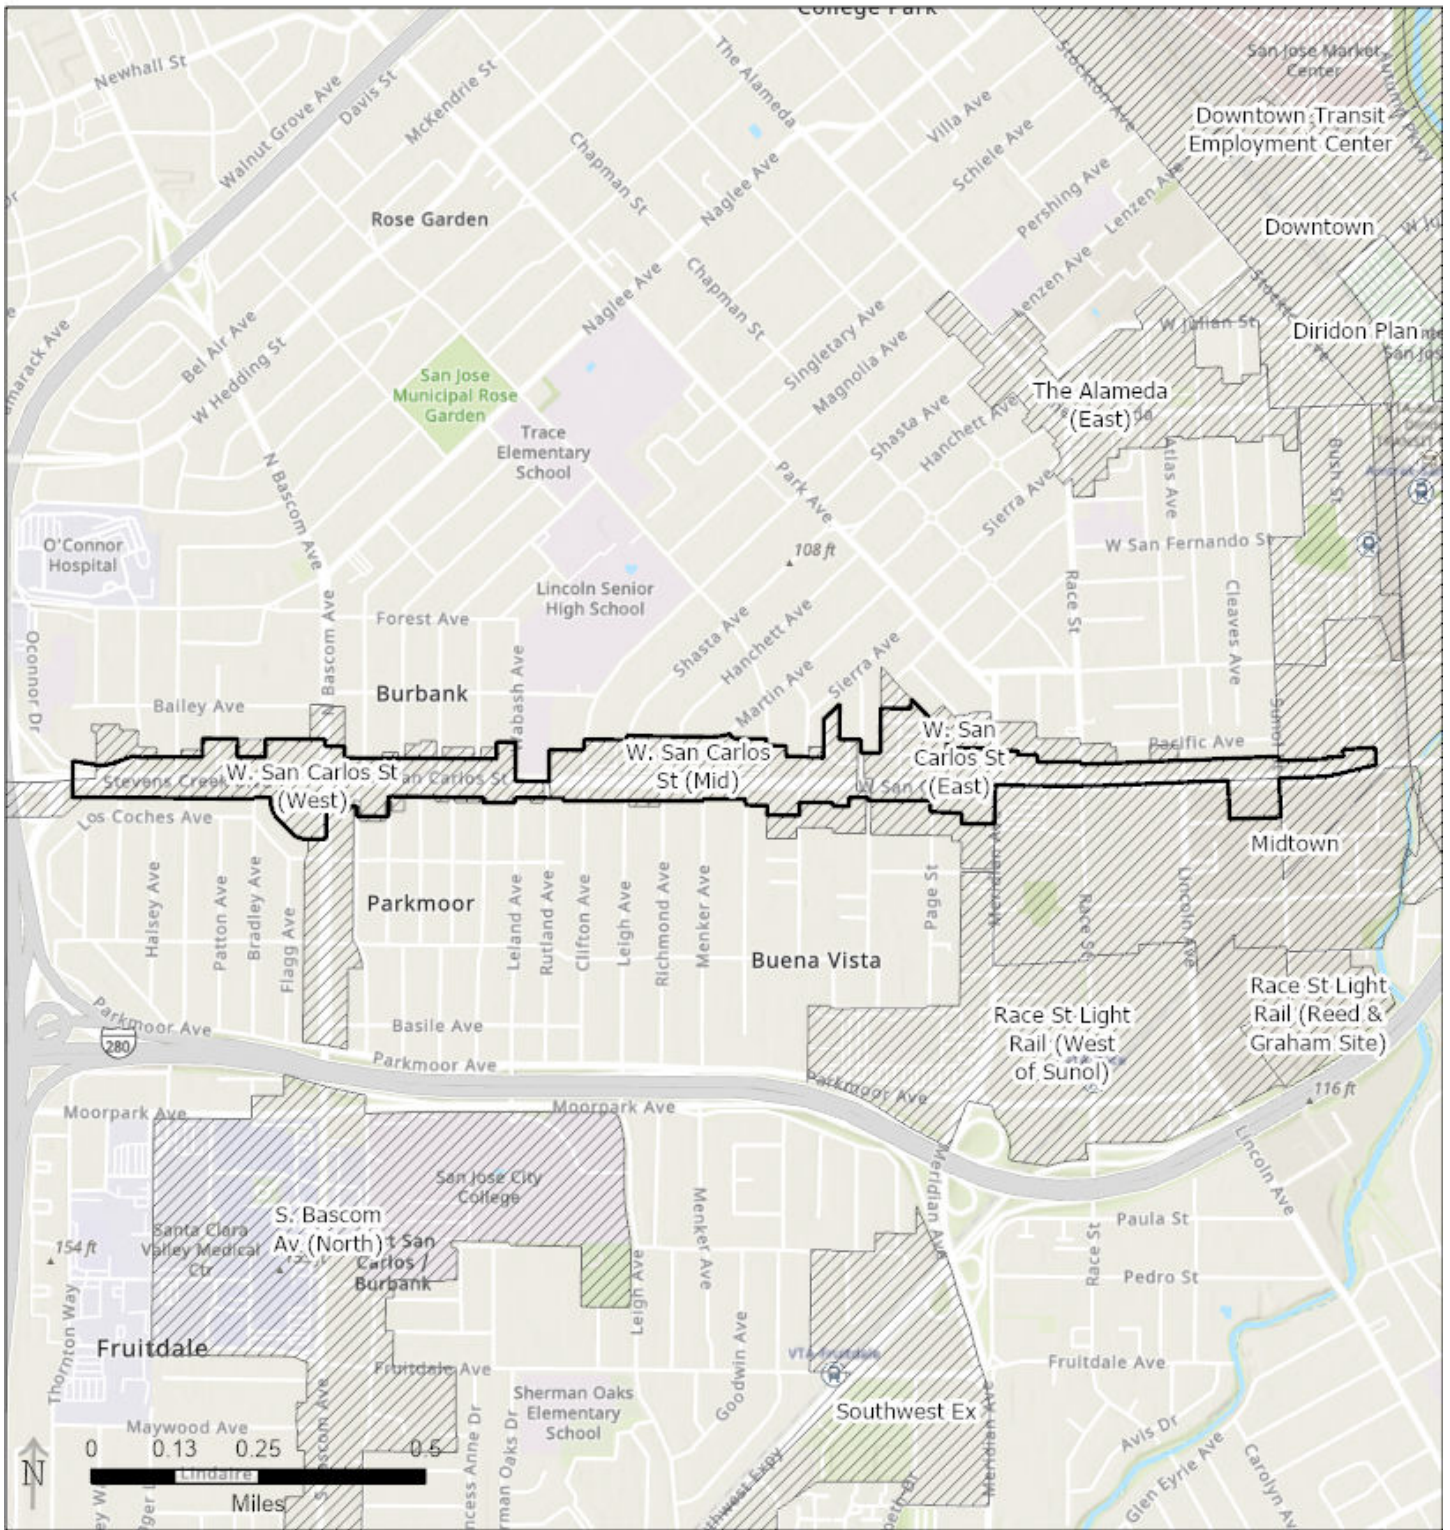 College Park
San Jose Market
Center
Newhall St
Walnut Grove Ave
Davis St
McKendrie St
The Alameda
Stockton Ave
Autumn Pkwy
Villa Ave
Schiele Ave
Downtown Transit
Employment Center
Chapman St
Naglee Ave
Pershing Ave
Lenzen Ave
Rose Garden
Downtown
Chapman St
Naglee Ave
Lenzen Ave
W Julian St
Diridon Plan
Bel Air Ave
W Hedding St
San Jose
Municipal Rose
Garden
Singletary Ave
Magnolia Ave
The Alameda
(East)
Trace
Elementary
School
Shasta Ave
Hanchett Ave
Sierra Ave
Atlas Ave
Bush St
N Bascom Ave
Park Ave
O'Connor
Hospital
108 ft
W San Fernando St
Lincoln Senior
High School
Race St
Cleaves Ave
Forest Ave
Oconnor Dr
N Bascom Ave
Shasta Ave
Hanchett Ave
Martin Ave
Sierra Ave
Burbank
Bailey Ave
Pacific Ave
W. San Carlos St
(West)
W. San Carlos
St (Mid)
W. San
Carlos St
(East)
Los Coches Ave
Midtown
Halsey Ave
Patton Ave
Bradley Ave
Flagg Ave
Parkmoor
Leland Ave
Rutland Ave
Clifton Ave
Leigh Ave
Richmond Ave
Menker Ave
Page St
Meridian Ave
Race St
Lincoln Ave
Buena Vista
Race St Light
Rail (West
of Sunol)
Race St Light
Rail (Reed &
Graham Site)
Parkmoor Ave
280
Basile Ave
Parkmoor Ave
Parkmoor Ave
Moorpark Ave
Moorpark Ave
116 ft
San Jose City
College
Meridian Ave
Lincoln Ave
S. Bascom
Av (North)
Santa Clara
Valley Medical
Ctr
154 ft
Carlos /
Burbank
Menker Ave
Paula St
Race St
Pedro St
Thornton Way
Leigh Ave
Goodwin Ave
Fruitdale
Fruitdale Ave
VTA-Fruitdale
Fruitdale Ave
Sherman Oaks
Elementary
School
Southwest Ex
Meridian Ave
Maywood Ave
Avis Dr
Glen Eyrie Ave
N
0 0.13 0.25 0.5
Lindaire
Miles